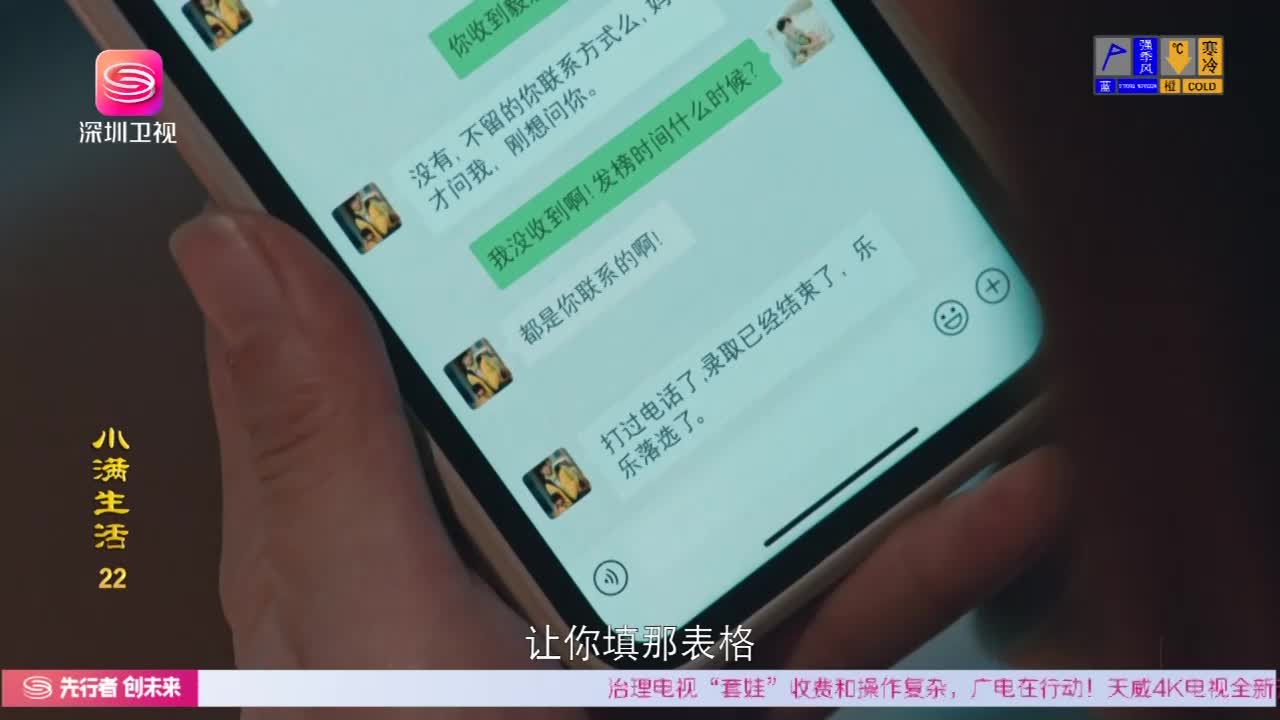 你收到毅
没有，不留的你联系方式么，
才问我，刚想问你。
我没收到啊！发榜时间什么时候？
都是你联系的啊！
打过电话了,录取已经结束了，乐
乐落选了。
深圳卫视
强季风
°C
寒冷
蓝
橙
COLD
小满生活
22
让你填那表格
先行者 创未来
治理电视“套娃”收费和操作复杂，广电在行动！天威4K电视全新